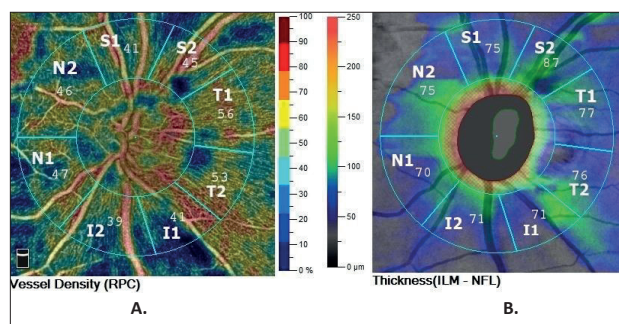 S1
41
S2
45
N2
46
T1
56
N1
47
53
T2
I2
39
41
I1
Vessel Density (RPC)
A.
100
90
80
70
60
50
40
30
20
10
0 %
250
200
150
100
50
0 μm
S1
75
S2
87
N2
75
T1
77
N1
70
76
T2
I2
71
71
I1
Thickness(ILM - NFL)
B.